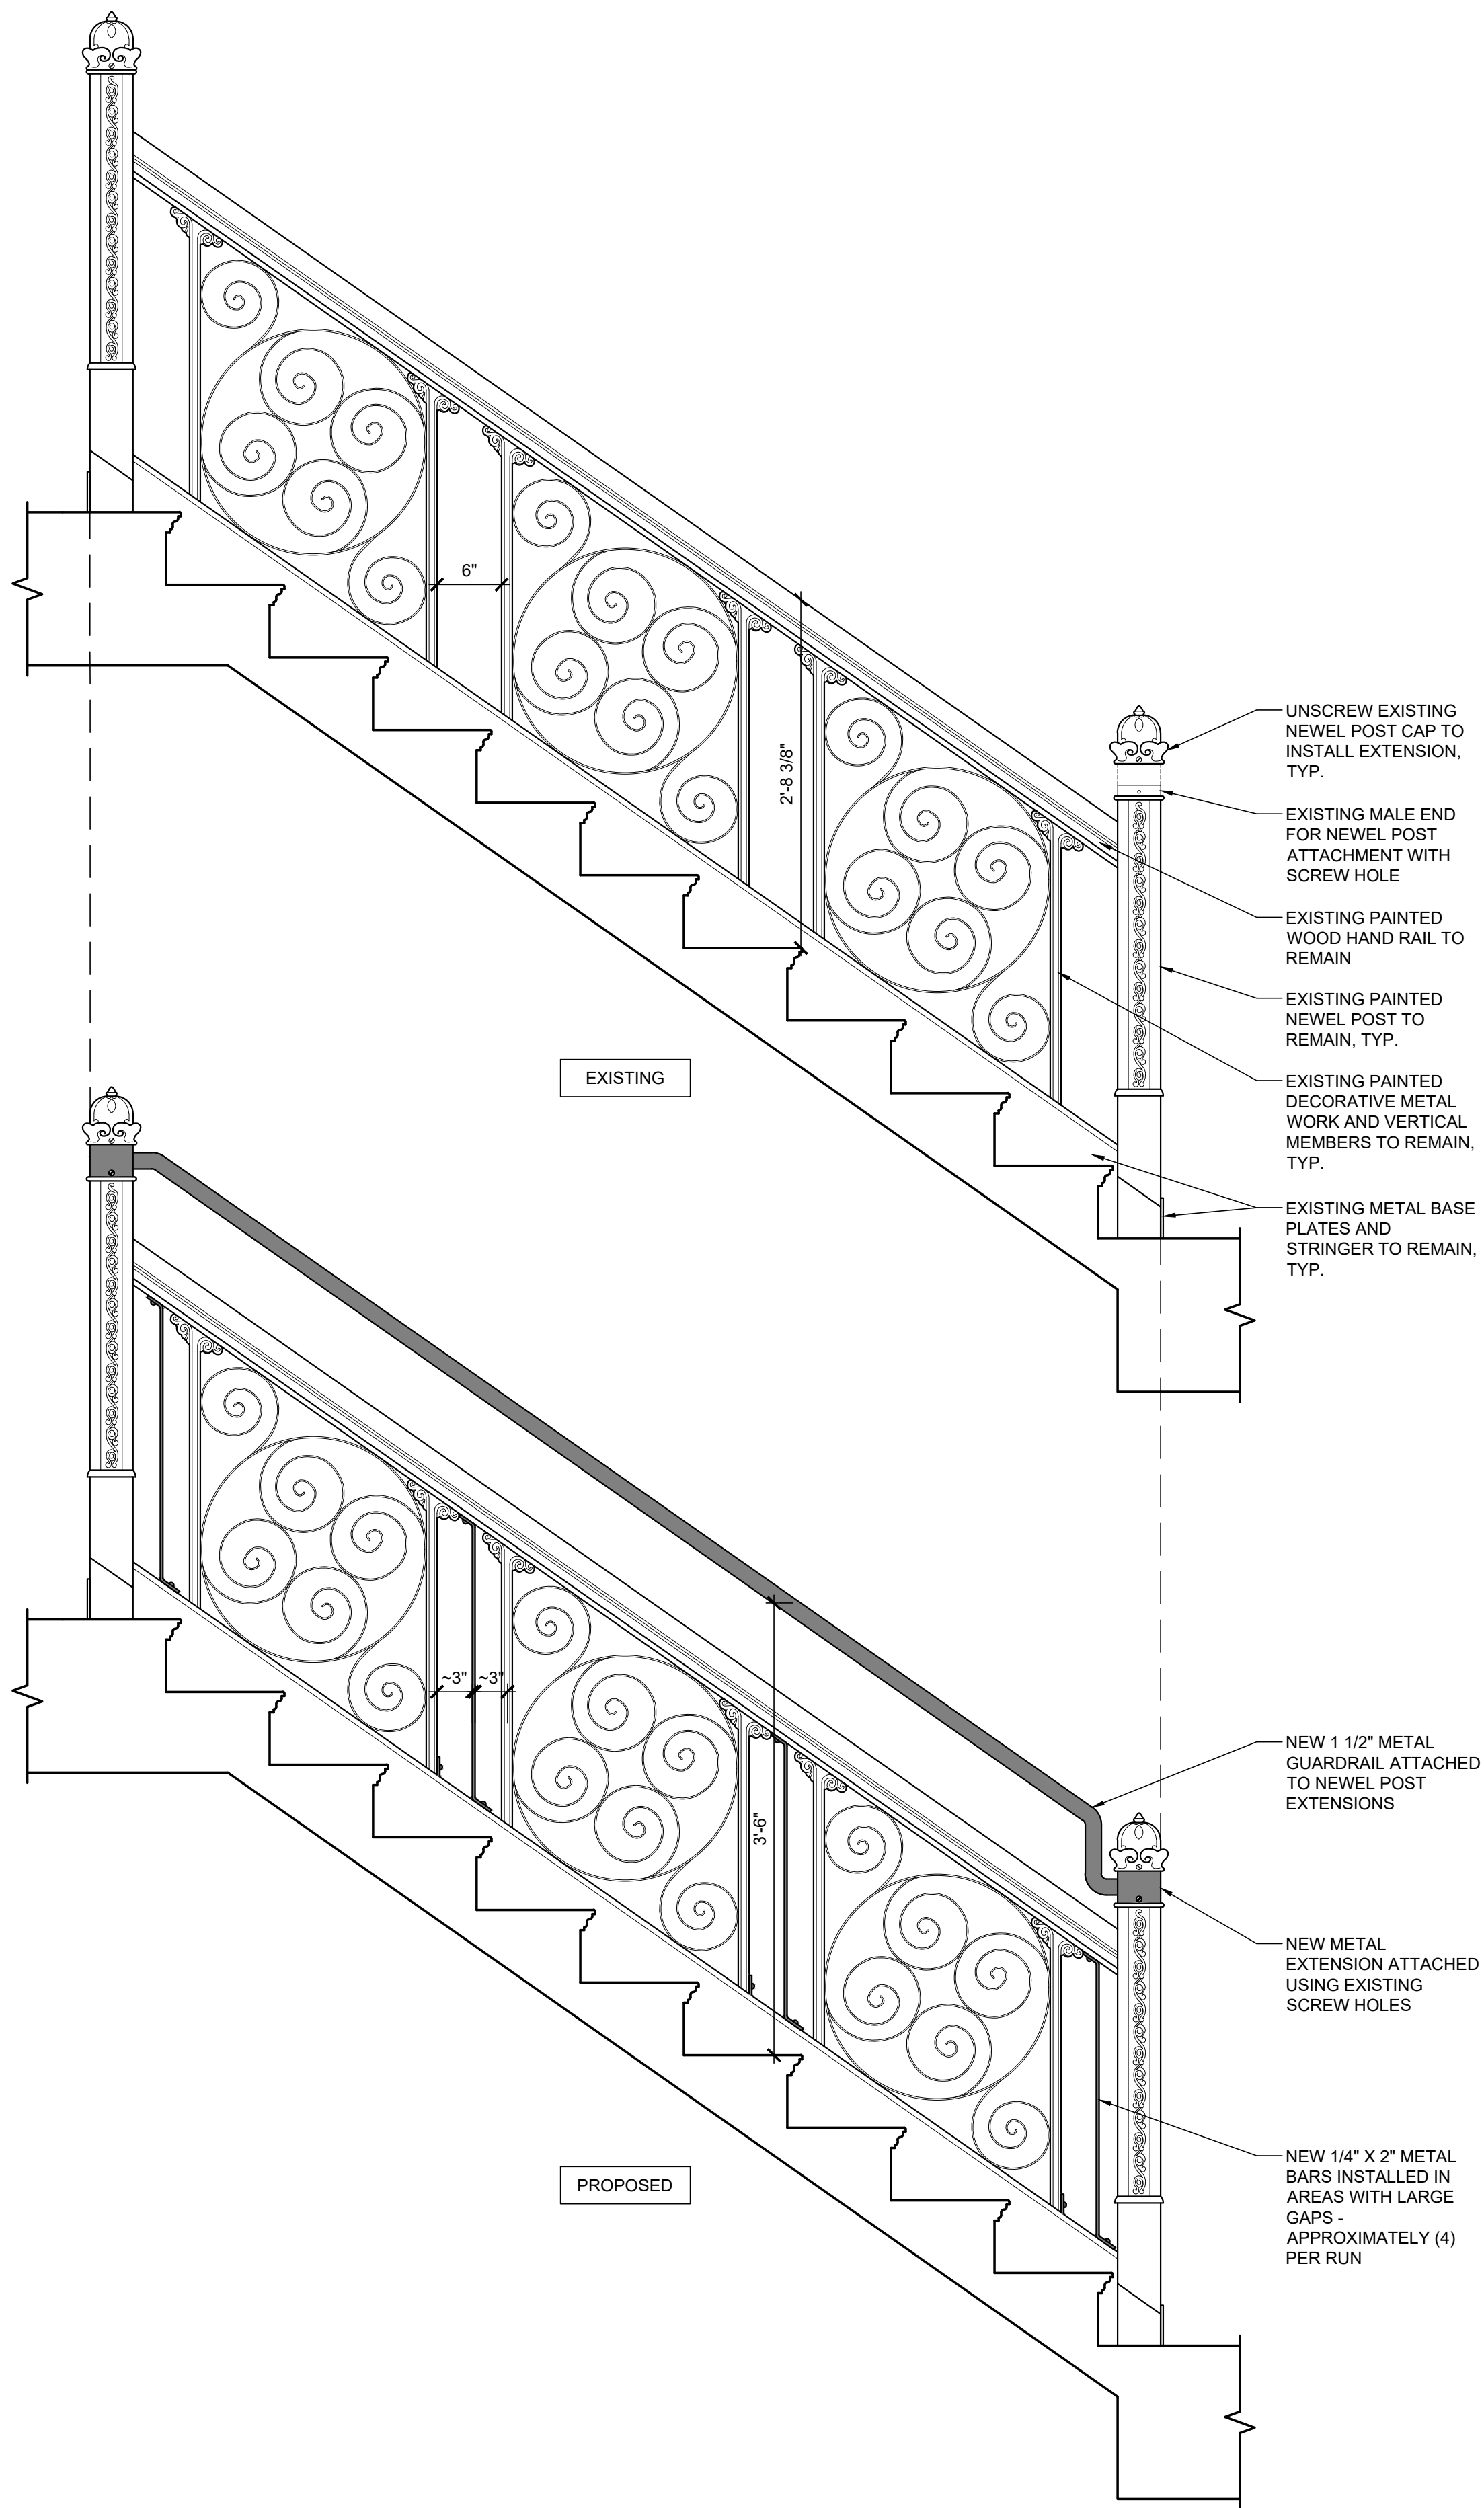 6"
2'-8 3/8"
UNSCREW EXISTING
NEWEL POST CAP TO
INSTALL EXTENSION,
TYP.
EXISTING MALE END
FOR NEWEL POST
ATTACHMENT WITH
SCREW HOLE
EXISTING PAINTED
WOOD HAND RAIL TO
REMAIN
EXISTING PAINTED
NEWEL POST TO
REMAIN, TYP.
EXISTING PAINTED
DECORATIVE METAL
WORK AND VERTICAL
MEMBERS TO REMAIN,
TYP.
EXISTING METAL BASE
PLATES AND
STRINGER TO REMAIN,
TYP.
EXISTING
~3" ~3"
3'-6"
NEW 1 1/2" METAL
GUARDRAIL ATTACHED
TO NEWEL POST
EXTENSIONS
NEW METAL
EXTENSION ATTACHED
USING EXISTING
SCREW HOLES
NEW 1/4" X 2" METAL
BARS INSTALLED IN
AREAS WITH LARGE
GAPS -
APPROXIMATELY (4)
PER RUN
PROPOSED